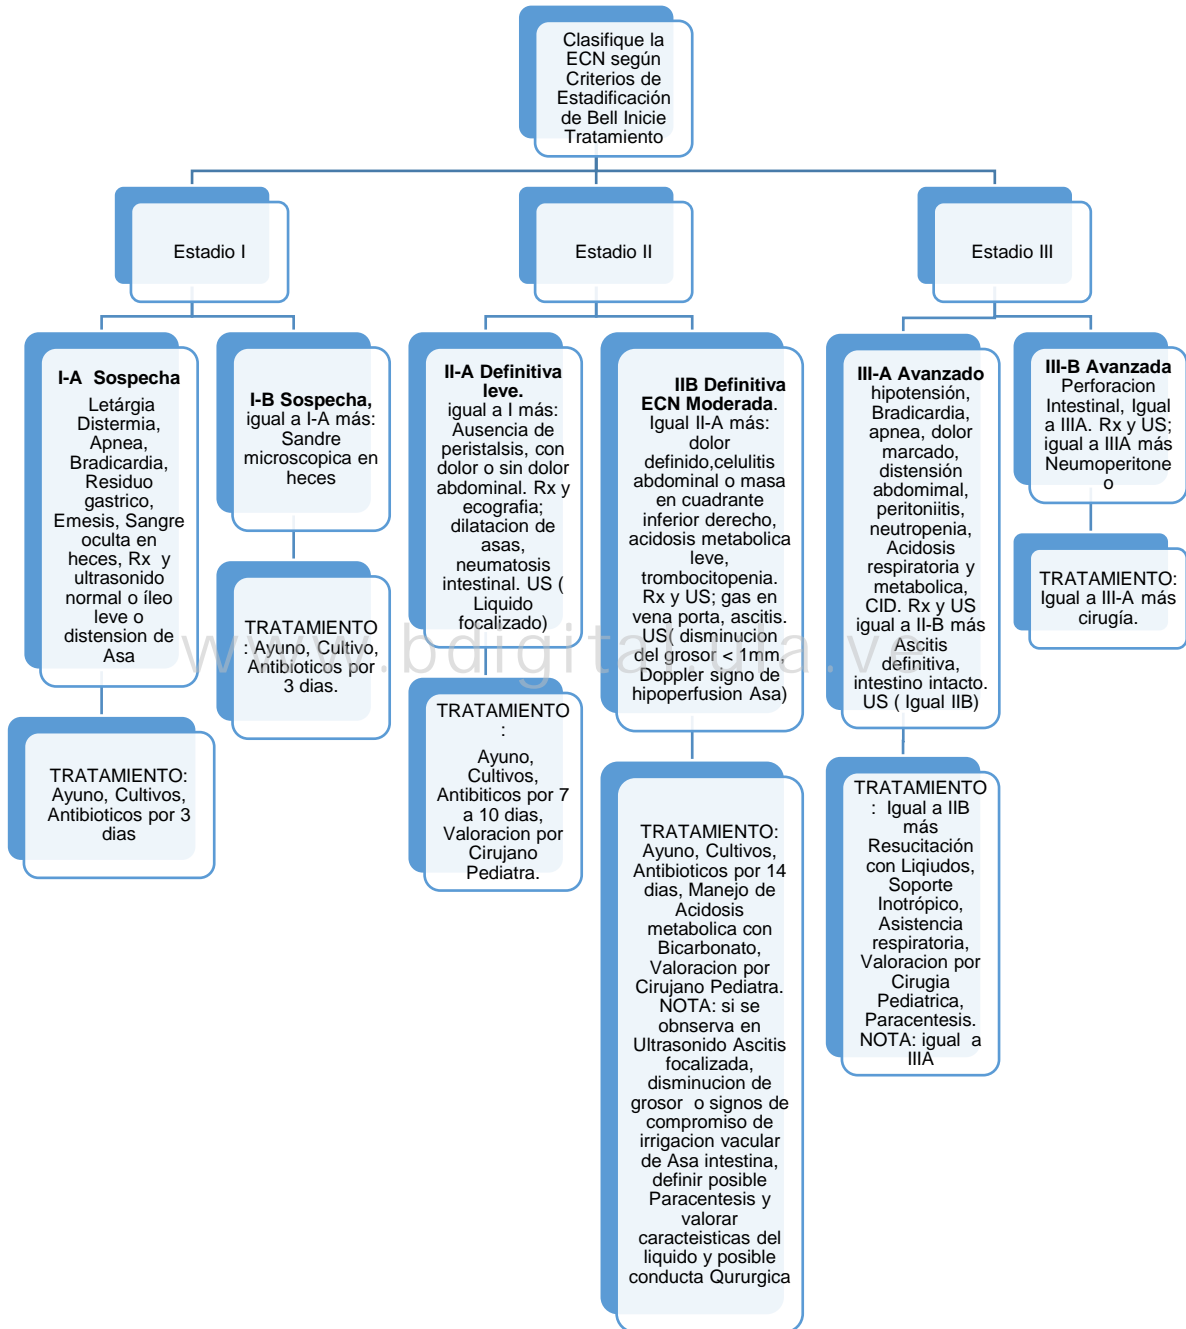 Clasifique la
ECN según
Criterios de
Estadificación
de Bell Inicie
Tratamiento
Estadio I
Estadio II
Estadio III
I-A Sospecha
Letárgia
Distermia,
Apnea,
Bradicardia,
Residuo
gastrico,
Emesis, Sangre
oculta en
heces, Rx y
ultrasonido
normal o íleo
leve o
distension de
Asa
TRATAMIENTO:
Ayuno, Cultivos,
Antibioticos por 3
dias
I-B Sospecha,
igual a I-A más:
Sandre
microscopica en
heces
TRATAMIENTO
: Ayuno, Cultivo,
Antibioticos por
3 dias.
II-A Definitiva
leve.
igual a I más:
Ausencia de
peristalsis, con
dolor o sin dolor
abdominal. Rx y
ecografia;
dilatacion de
asas,
neumatosis
intestinal. US (
Liquido
focalizado)
TRATAMIENTO
:
Ayuno,
Cultivos,
Antibiticos por 7
a 10 dias,
Valoracion por
Cirujano
Pediatra.
IIB Definitiva
ECN Moderada.
Igual II-A más:
dolor
definido,celulitis
abdominal o masa
en cuadrante
inferior derecho,
acidosis metabolica
leve,
trombocitopenia.
Rx y US; gas en
vena porta, ascitis.
US( disminucion
del grosor < 1mm,
Doppler signo de
hipoperfusion Asa)
TRATAMIENTO:
Ayuno, Cultivos,
Antibioticos por 14
dias, Manejo de
Acidosis
metabolica con
Bicarbonato,
Valoracion por
Cirujano Pediatra.
NOTA: si se
obnserva en
Ultrasonido Ascitis
focalizada,
disminucion de
grosor o signos de
compromiso de
irrigacion vacular
de Asa intestina,
definir posible
Paracentesis y
valorar
caracteisticas del
liquido y posible
conducta Qururgica
III-A Avanzado
hipotensión,
Bradicardia,
apnea, dolor
marcado,
distensión
abdomimal,
peritoniitis,
neutropenia,
Acidosis
respiratoria y
metabolica,
CID. Rx y US
igual a II-B más
Ascitis
definitiva,
intestino intacto.
US ( Igual IIB)
TRATAMIENTO
: Igual a IIB
más
Resucitación
con Liqiudos,
Soporte
Inotrópico,
Asistencia
respiratoria,
Valoracion por
Cirugia
Pediatrica,
Paracentesis.
NOTA: igual a
IIIA
III-B Avanzada
Perforacion
Intestinal, Igual
a IIIA. Rx y US;
igual a IIIA más
Neumoperitone
o
TRATAMIENTO:
Igual a III-A más
cirugía.
www.bdigital.ula.ve